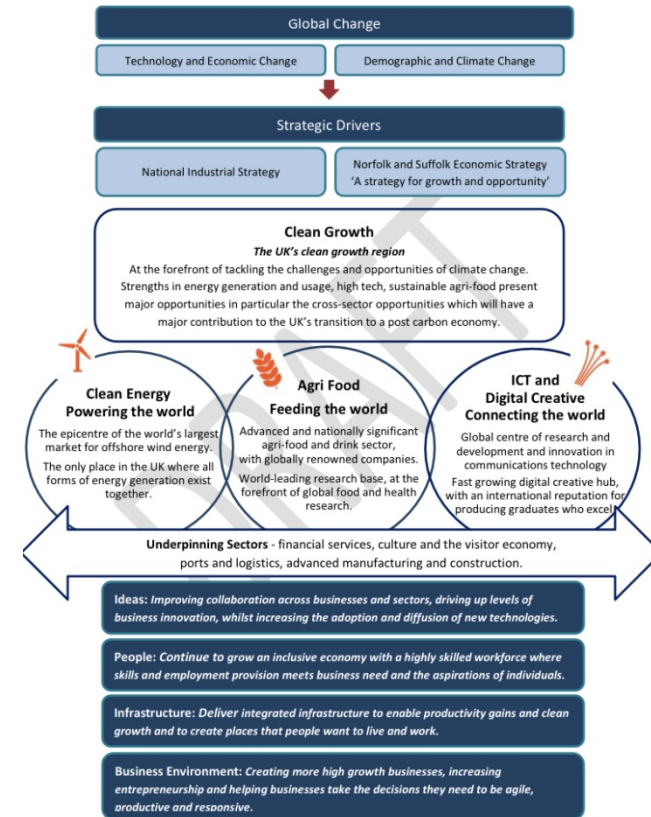 Global Change
Technology and Economic Change
Demographic and Climate Change
Strategic Drivers
National Industrial Strategy
Norfolk and Suffolk Economic Strategy
‘A strategy for growth and opportunity’
Clean Growth
The UK’s clean growth region
At the forefront of tackling the challenges and opportunities of climate change.
Strengths in energy generation and usage, high tech, sustainable agri-food present
major opportunities in particular the cross-sector opportunities which will have a
major contribution to the UK’s transition to a post carbon economy.
Clean Energy
Powering the world
The epicentre of the world’s largest
market for offshore wind energy.
The only place in the UK where all
forms of energy generation exist
together.
Agri Food
Feeding the world
Advanced and nationally significant
agri-food and drink sector,
with globally renowned companies.
World-leading research base, at the
forefront of global food and health
research.
ICT and
Digital Creative
Connecting the world
Global centre of research and
development and innovation in
communications technology
Fast growing digital creative hub,
with an international reputation for
producing graduates who excel
Underpinning Sectors - financial services, culture and the visitor economy,
ports and logistics, advanced manufacturing and construction.
Ideas: Improving collaboration across businesses and sectors, driving up levels of
business innovation, whilst increasing the adoption and diffusion of new technologies.
People: Continue to grow an inclusive economy with a highly skilled workforce where
skills and employment provision meets business need and the aspirations of individuals.
Infrastructure: Deliver integrated infrastructure to enable productivity gains and clean
growth and to create places that people want to live and work.
Business Environment: Creating more high growth businesses, increasing
entrepreneurship and helping businesses take the decisions they need to be agile,
productive and responsive.
DRAFT